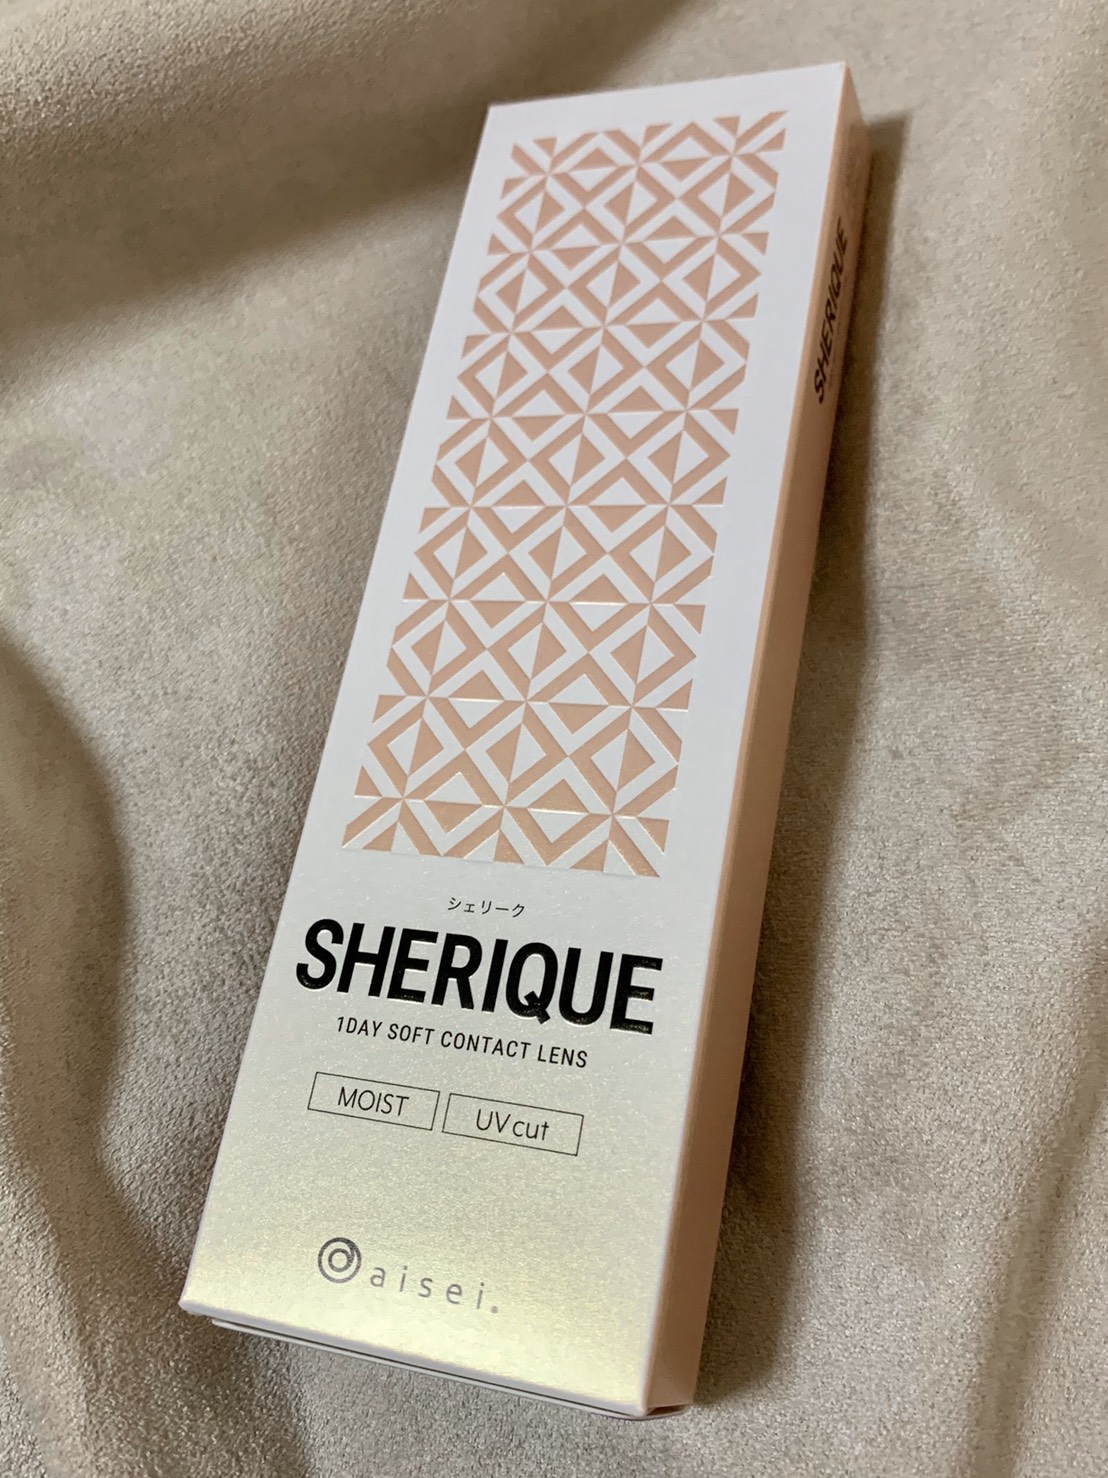 シェリーク
SHERIQUE
1DAY SOFT CONTACT LENS
MOIST
UV cut
aisei.
SHERIQUE